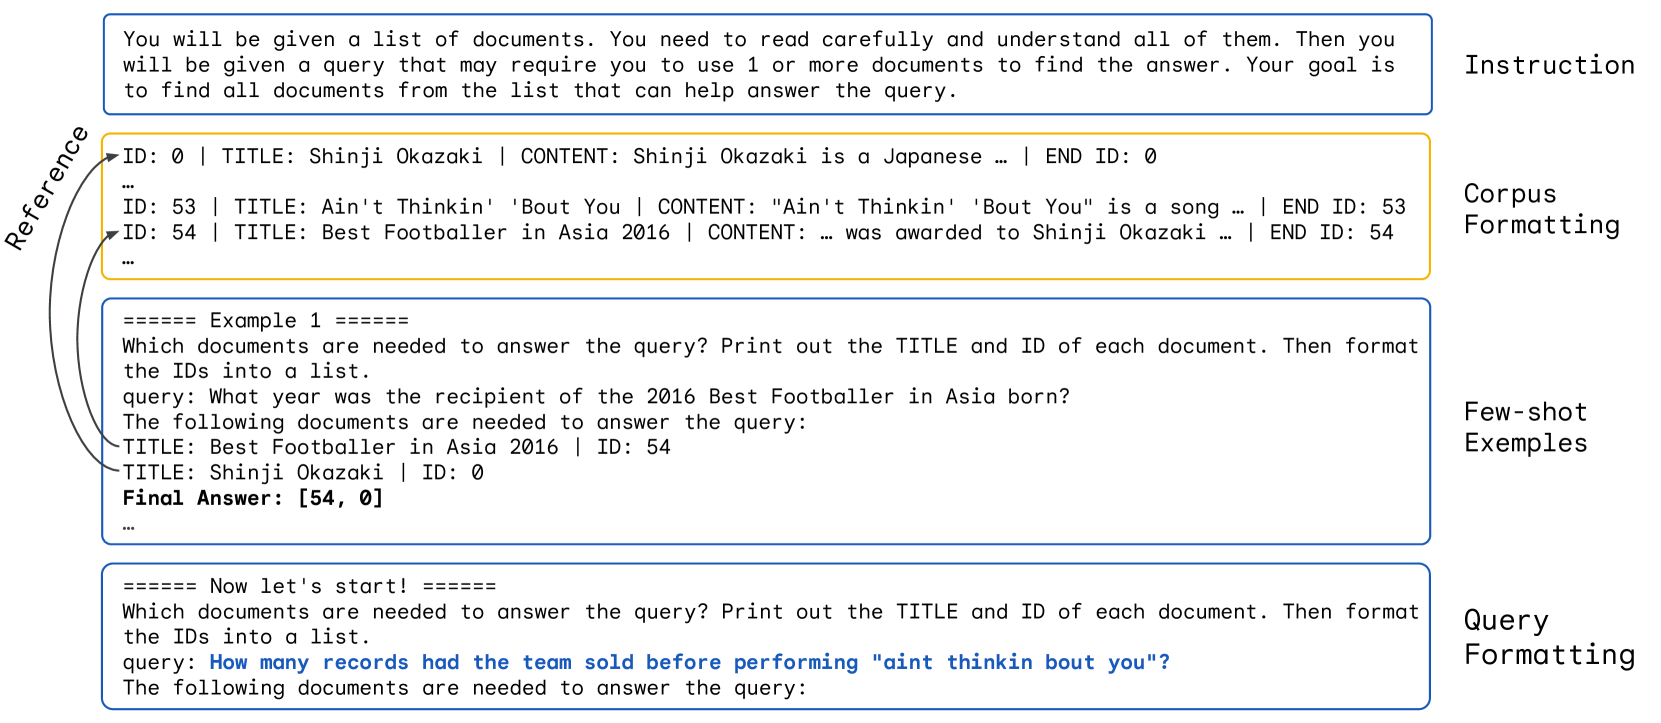 You will be given a list of documents. You need to read carefully and understand all of them. Then you
will be given a query that may require you to use 1 or more documents to find the answer. Your goal is
to find all documents from the list that can help answer the query.
Instruction
Reference
ID: 0 | TITLE: Shinji Okazaki | CONTENT: Shinji Okazaki is a Japanese … | END ID: 0
…
ID: 53 | TITLE: Ain't Thinkin' 'Bout You | CONTENT: "Ain't Thinkin' 'Bout You" is a song … | END ID: 53
ID: 54 | TITLE: Best Footballer in Asia 2016 | CONTENT: … was awarded to Shinji Okazaki … | END ID: 54
…
Corpus
Formatting
====== Example 1 ======
Which documents are needed to answer the query? Print out the TITLE and ID of each document. Then format
the IDs into a list.
query: What year was the recipient of the 2016 Best Footballer in Asia born?
The following documents are needed to answer the query:
TITLE: Best Footballer in Asia 2016 | ID: 54
TITLE: Shinji Okazaki | ID: 0
Final Answer: [54, 0]
…
Few-shot
Exemples
====== Now let's start! ======
Which documents are needed to answer the query? Print out the TITLE and ID of each document. Then format
the IDs into a list.
query: How many records had the team sold before performing "aint thinkin bout you"?
The following documents are needed to answer the query:
Query
Formatting